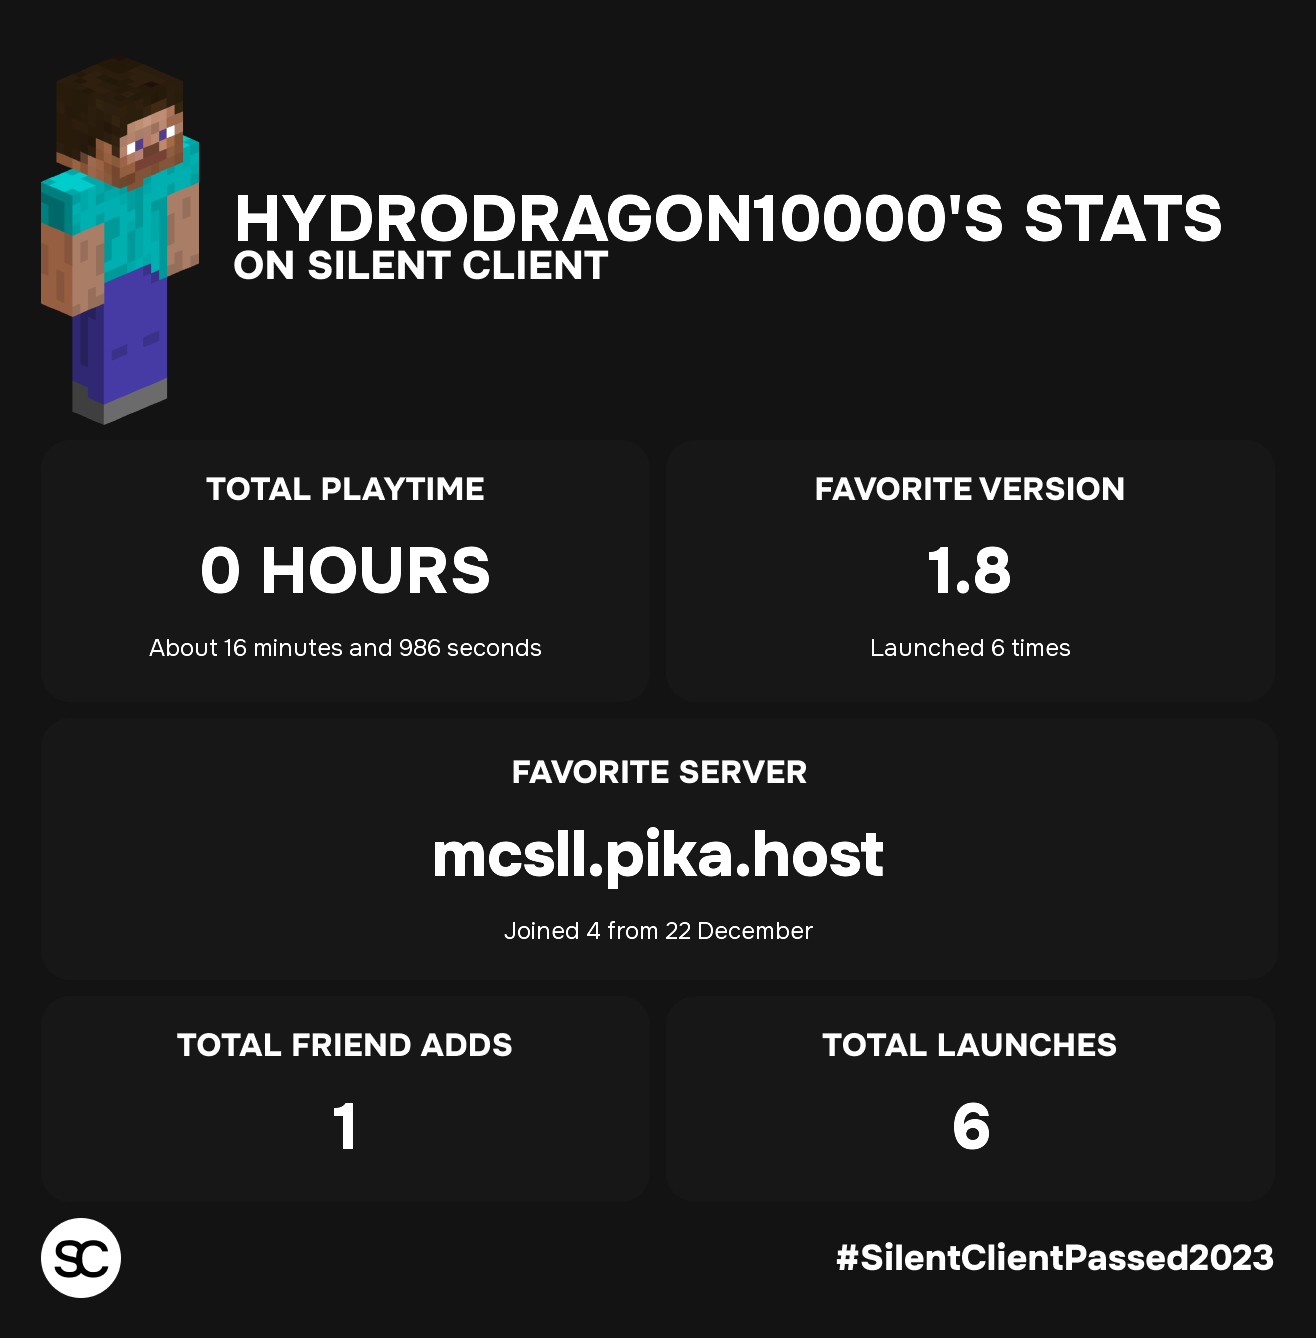 HYDRODRAGON10000'S STATS
ON SILENT CLIENT
TOTAL PLAYTIME
0 HOURS
About 16 minutes and 986 seconds
FAVORITE VERSION
1.8
Launched 6 times
FAVORITE SERVER
mcsll.pika.host
Joined 4 from 22 December
TOTAL FRIEND ADDS
1
TOTAL LAUNCHES
6
SC
#SilentClientPassed2023